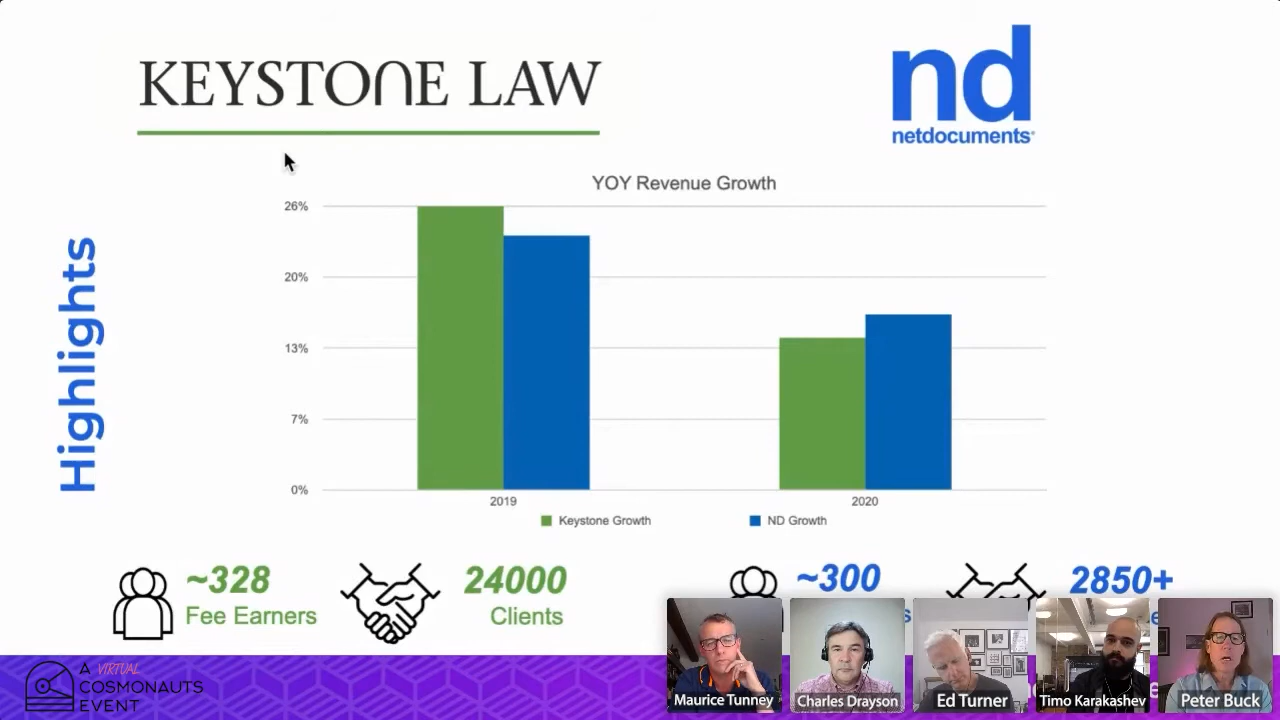 KEYSTONE LAW
nd
netdocuments®
Highlights
YOY Revenue Growth
26%
20%
13%
7%
0%
2019
2020
Keystone Growth
ND Growth
~328
Fee Earners
24000
Clients
~300
2850+
A VIRTUAL
COSMONAUTS
EVENT
Maurice Tunney
Charles Drayson
Ed Turner
Timo Karakashev
Peter Buck